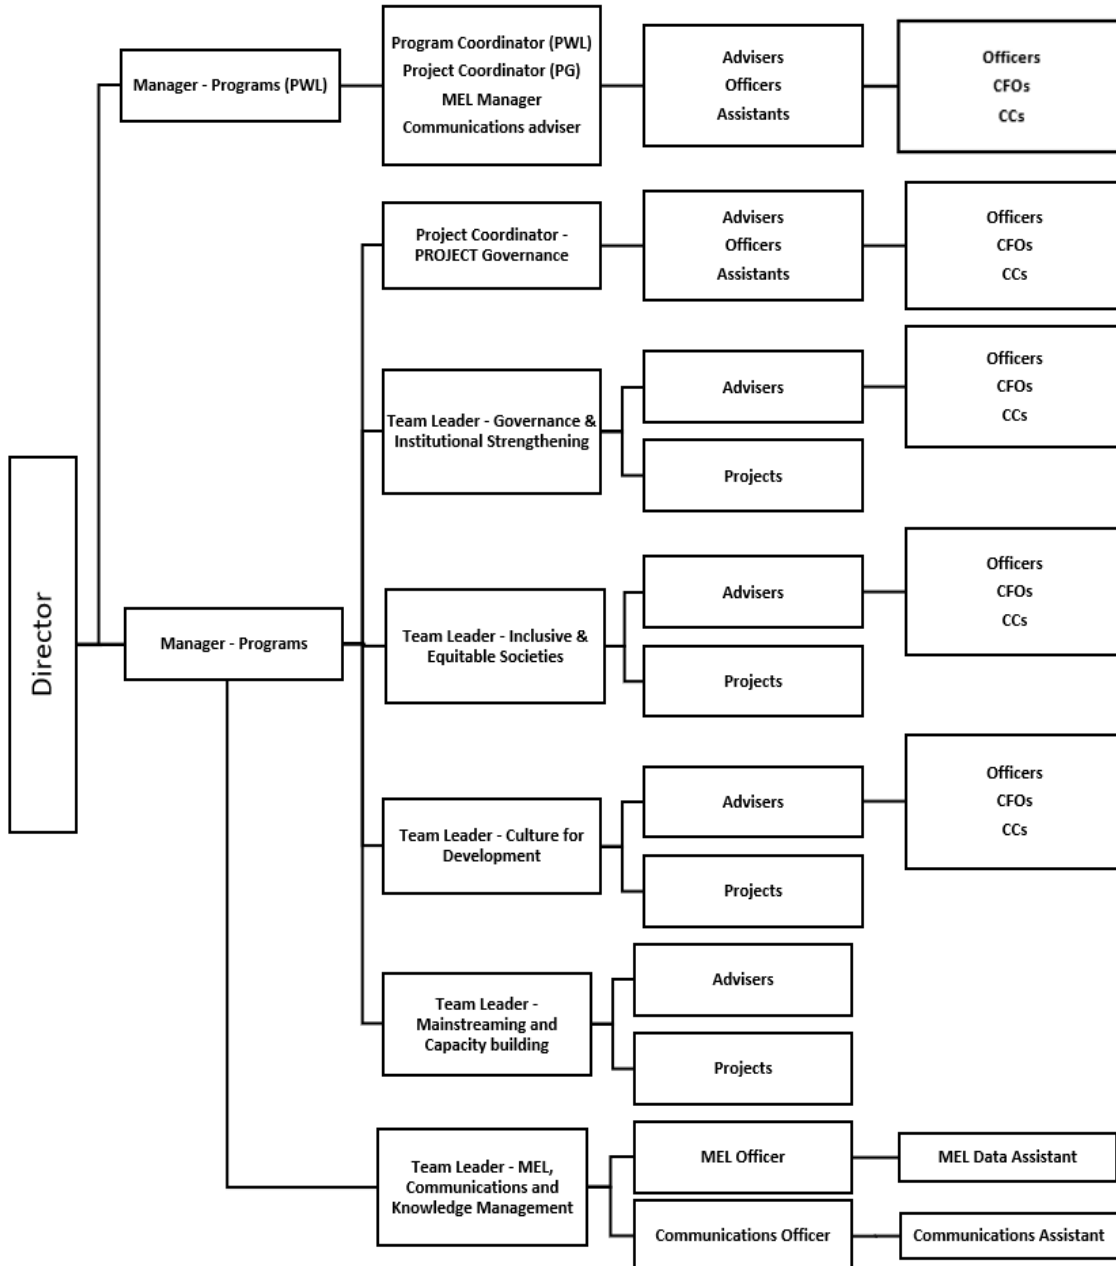 Director
Manager - Programs (PWL)
Program Coordinator (PWL)
Project Coordinator (PG)
MEL Manager
Communications adviser
Advisers
Officers
Assistants
Officers
CFOs
CCs
Manager - Programs
Project Coordinator -
PROJECT Governance
Advisers
Officers
Assistants
Officers
CFOs
CCs
Team Leader - Governance &
Institutional Strengthening
Advisers
Officers
CFOs
CCs
Projects
Team Leader - Inclusive &
Equitable Societies
Advisers
Officers
CFOs
CCs
Projects
Team Leader - Culture for
Development
Advisers
Officers
CFOs
CCs
Projects
Team Leader -
Mainstreaming and
Capacity building
Advisers
Projects
Team Leader - MEL,
Communications and
Knowledge Management
MEL Officer
MEL Data Assistant
Communications Officer
Communications Assistant